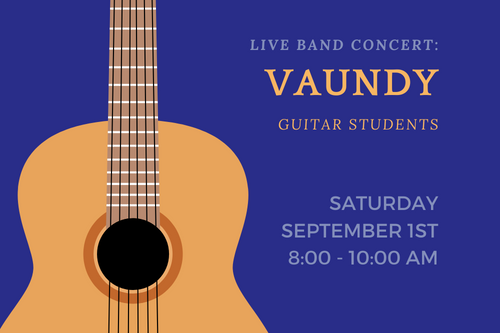 LIVE BAND CONCERT:
VAUNDY
GUITAR STUDENTS
SATURDAY
SEPTEMBER 1ST
8:00 - 10:00 AM